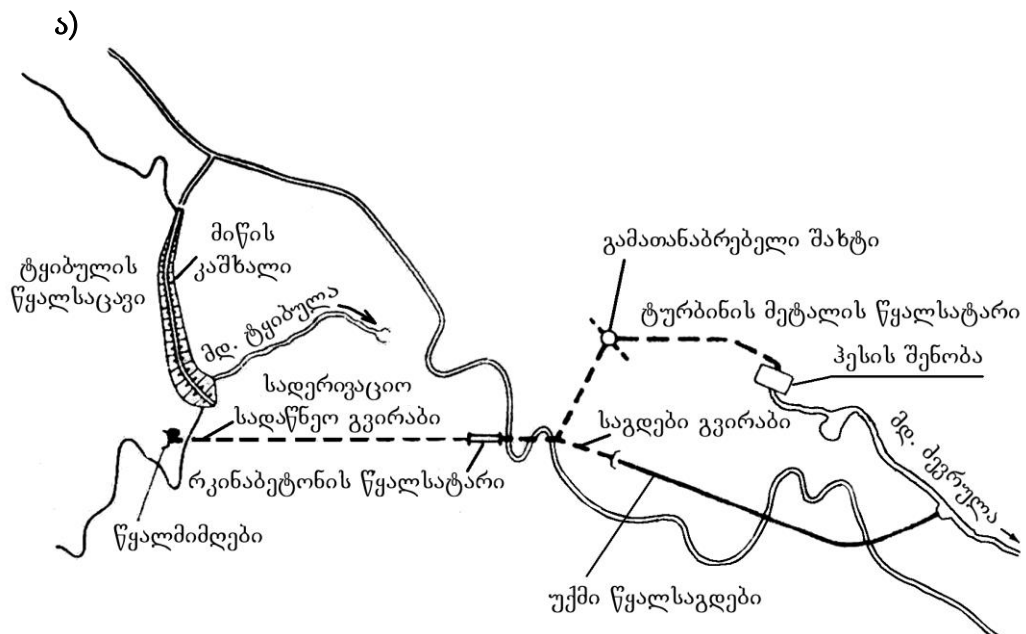 ა)
მიწის
კაშხალი
ტყიბულის
წყალსაცავი
მდ. ტყიბულა
სადერივაციო
სადაწნეო გვირაბი
რკინაბეტონის წყალსატარი
წყალმიმღები
გამათანაბრებელი შახტი
ტურბინის მეტალის წყალსატარი
ჰესის შენობა
საგდები გვირაბი
მდ. ძევრულა
უქმი წყალსაგდები